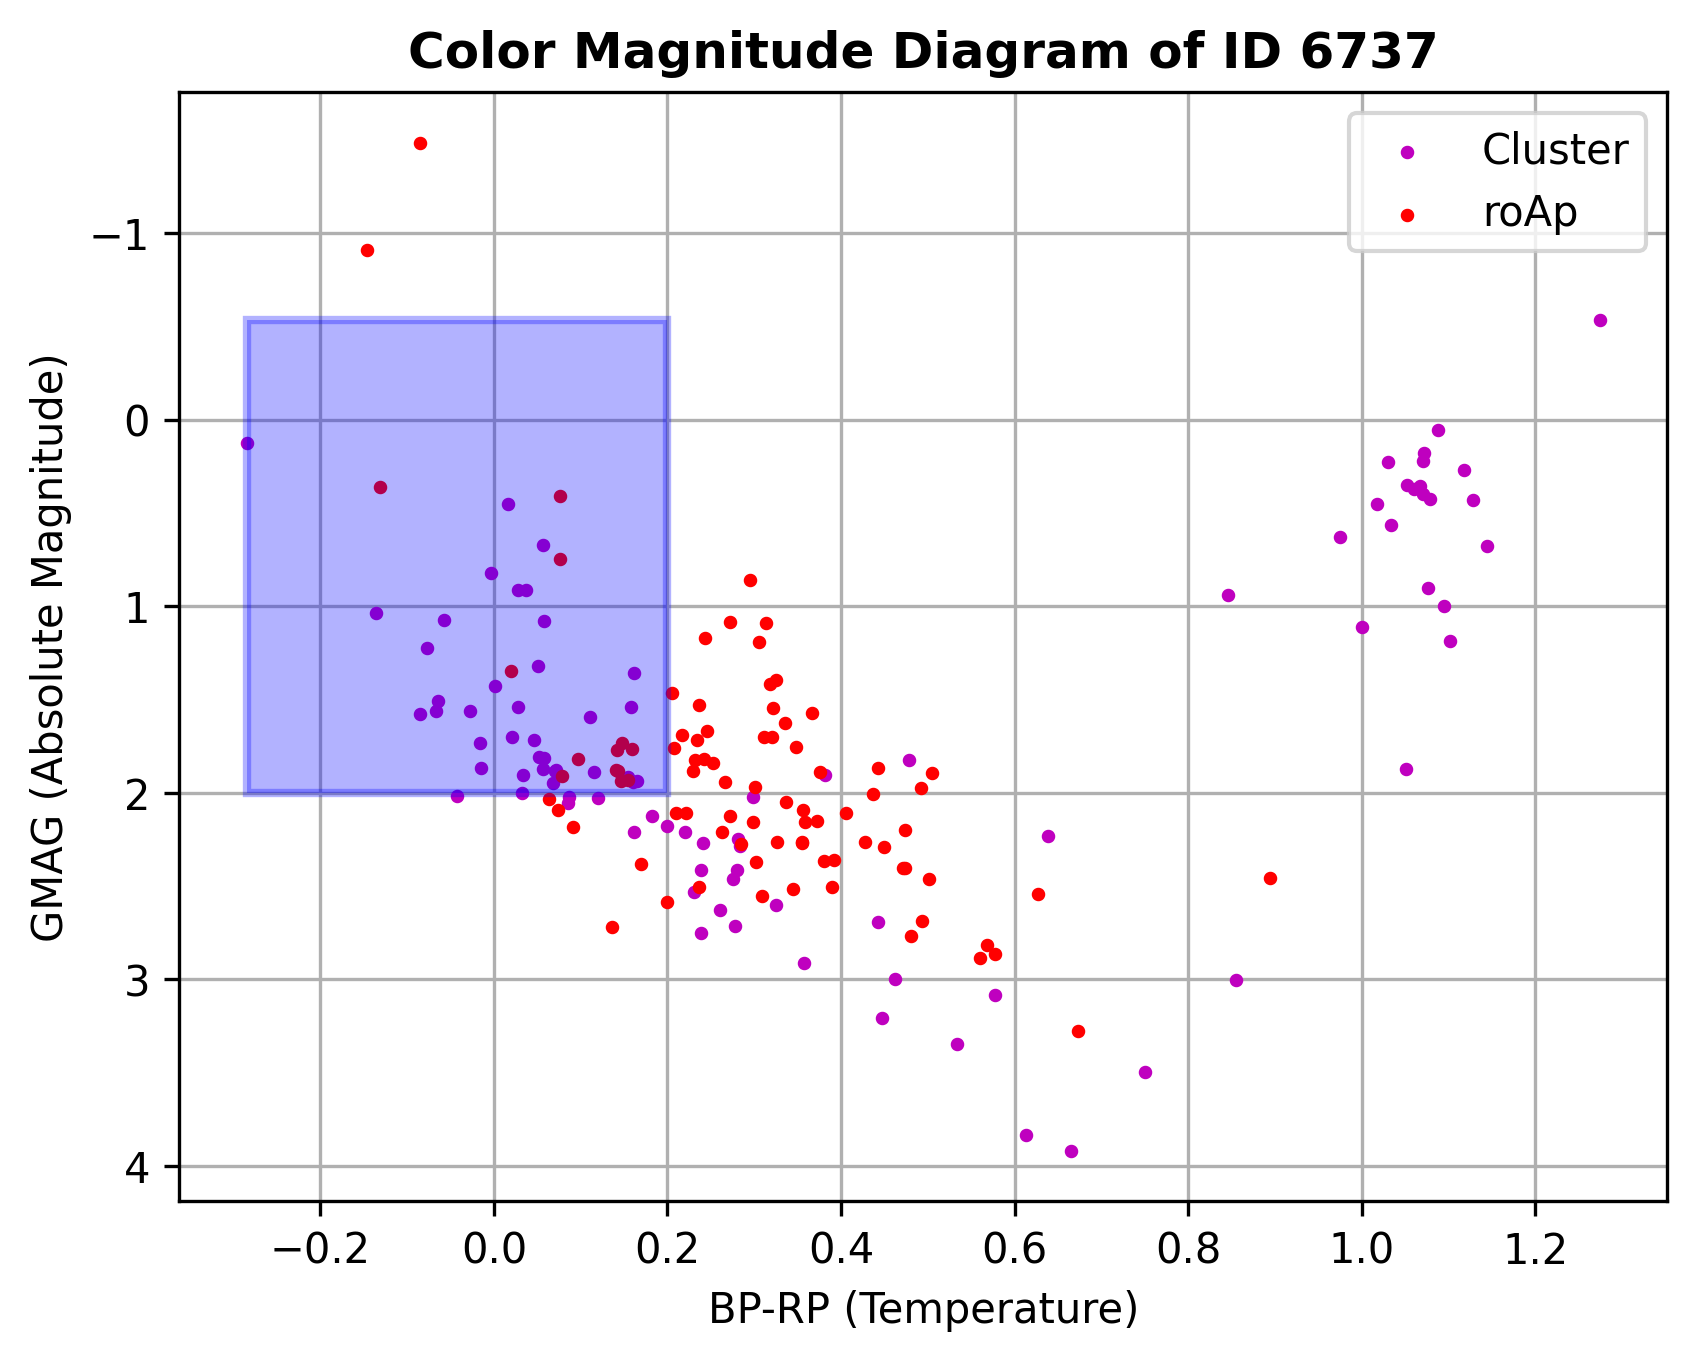 Color Magnitude Diagram of ID 6737
Cluster
roAp
GMAG (Absolute Magnitude)
−1
0
1
2
3
4
−0.2 0.0 0.2 0.4 0.6 0.8 1.0 1.2
BP-RP (Temperature)